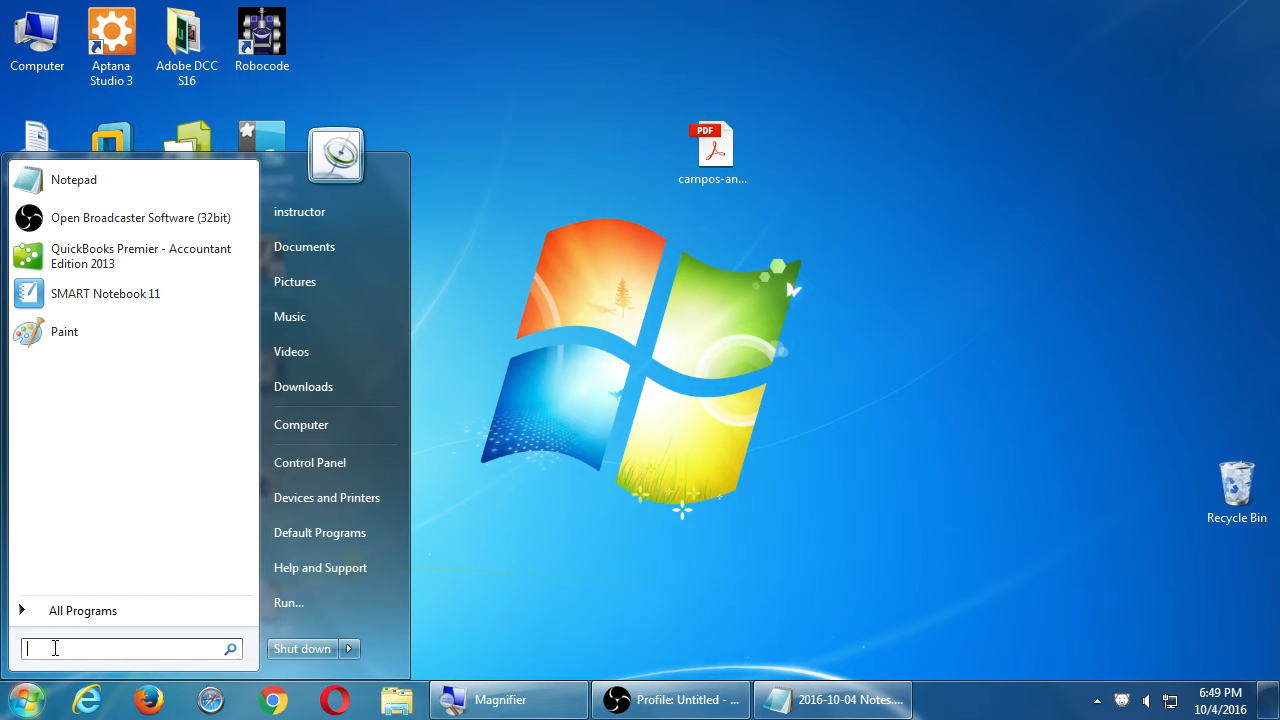 Computer
Aptana
Studio 3
Adobe DCC
S16
Robocode
PDF
campos-an...
Notepad
Open Broadcaster Software (32bit)
QuickBooks Premier - Accountant
Edition 2013
SMART Notebook 11
Paint
All Programs
instructor
Documents
Pictures
Music
Videos
Downloads
Computer
Control Panel
Devices and Printers
Default Programs
Help and Support
Run...
Shut down
Recycle Bin
Magnifier
Profile: Untitled - ...
2016-10-04 Notes....
6:49 PM
10/4/2016